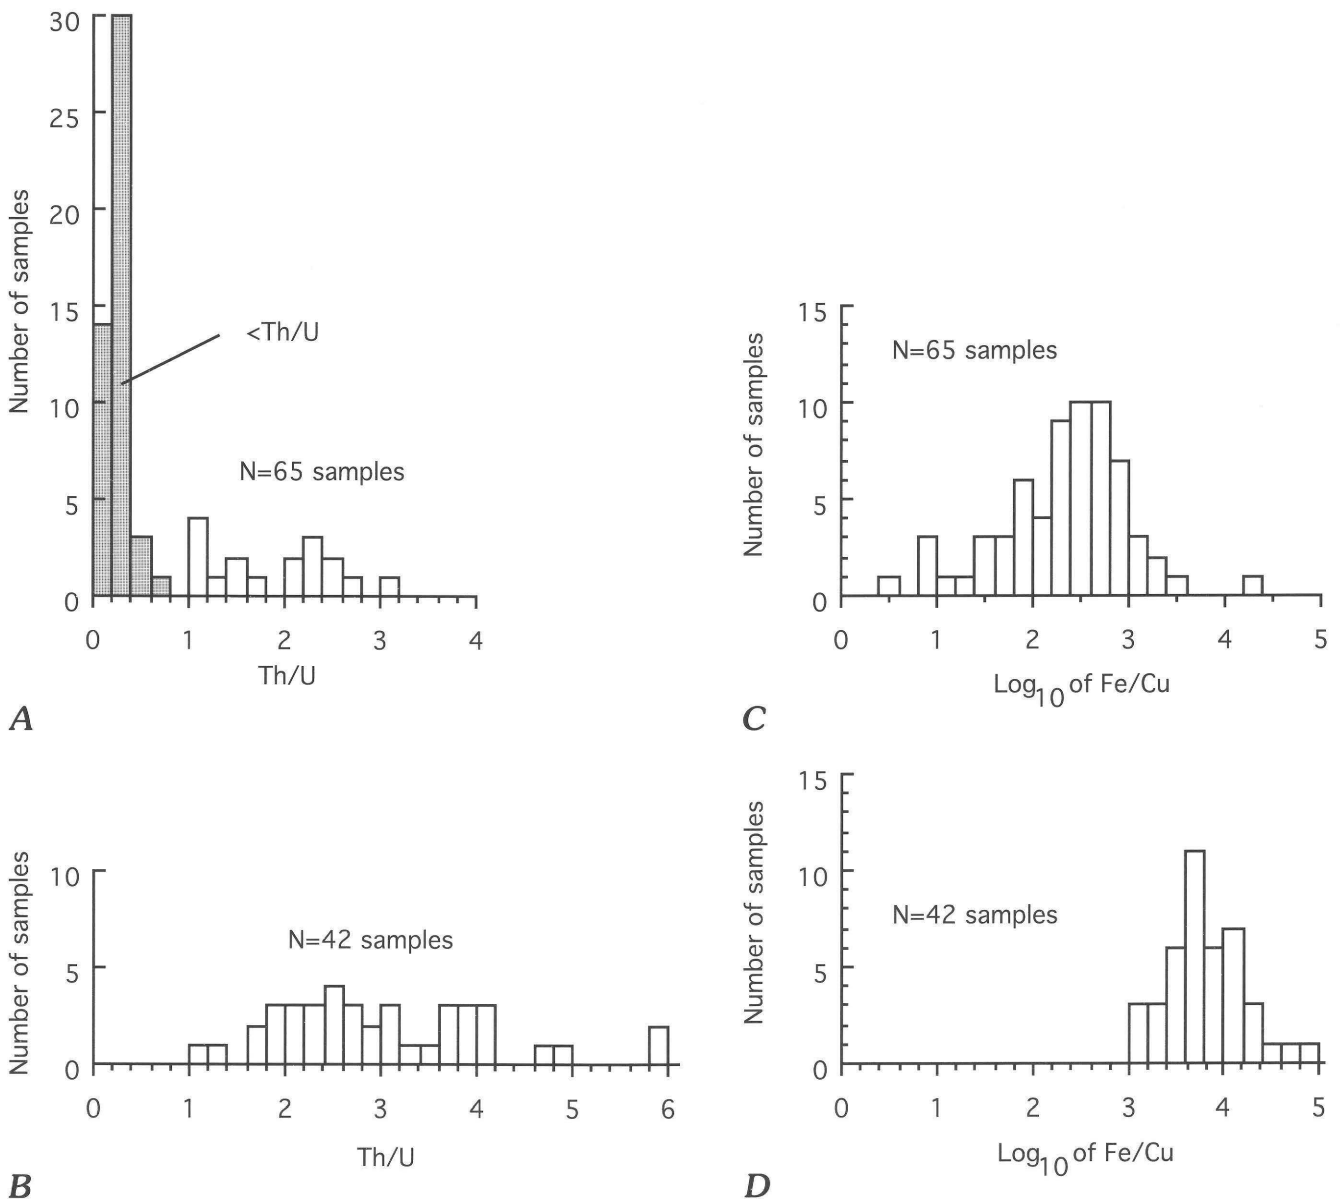 Number of samples
30
25
20
15
10
5
0
<Th/U
N=65 samples
0 1 2 3 4
Th/U
A
Number of samples
15
10
5
0
N=65 samples
0 1 2 3 4 5
Log10 of Fe/Cu
C
Number of samples
10
5
0
N=42 samples
0 1 2 3 4 5 6
Th/U
B
Number of samples
15
10
5
0
N=42 samples
0 1 2 3 4 5
Log10 of Fe/Cu
D